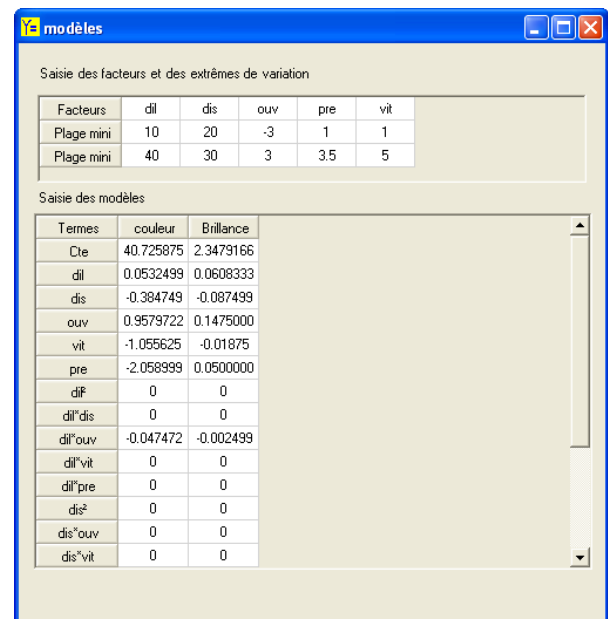 Y= modèles
Saisie des facteurs et des extrêmes de variation
Facteurs dil dis ouv pre vit
Plage mini 10 20 -3 1 1
Plage mini 40 30 3 3.5 5
Saisie des modèles
Termes couleur Brillance
Cte 40.725875 2.3479166
dil 0.0532499 0.0608333
dis -0.384749 -0.087499
ouv 0.9579722 0.1475000
vit -1.055625 -0.01875
pre -2.058999 0.0500000
dil² 0 0
dil*dis 0 0
dil*ouv -0.047472 -0.002499
dil*vit 0 0
dil*pre 0 0
dis² 0 0
dis*ouv 0 0
dis*vit 0 0